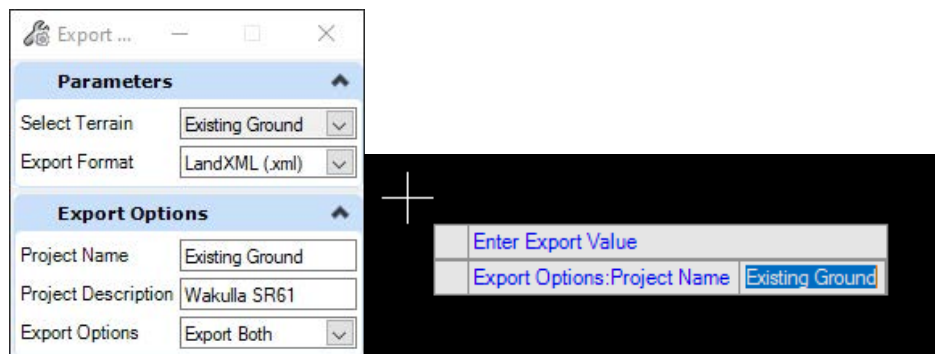 Export ...
Parameters
Select Terrain Existing Ground
Export Format LandXML (.xml)
Export Options
Project Name Existing Ground
Project Description Wakulla SR61
Export Options Export Both
Enter Export Value
Export Options:Project Name Existing Ground